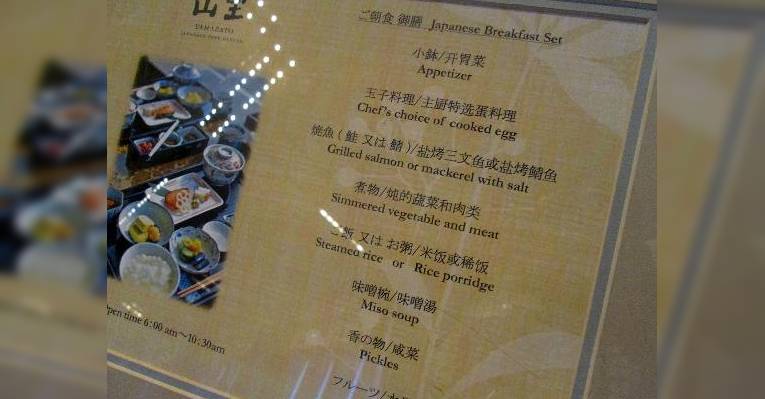 山里
YAMAZATO
ご朝食 御膳 Japanese Breakfast Set
小鉢/开胃菜
Appetizer
玉子料理/主厨特选蛋料理
Chef's choice of cooked egg
焼魚 ( 鮭 又は 鯖 )/盐烤三文鱼或盐烤鲭鱼
Grilled salmon or mackerel with salt
煮物/炖的蔬菜和肉类
Simmered vegetable and meat
ご飯 又は お粥/米饭或稀饭
Steamed rice or Rice porridge
味噌椀/味噌湯
Miso soup
香の物/咸菜
Pickles
フルーツ/水
Open time 6:00 am～10:30am